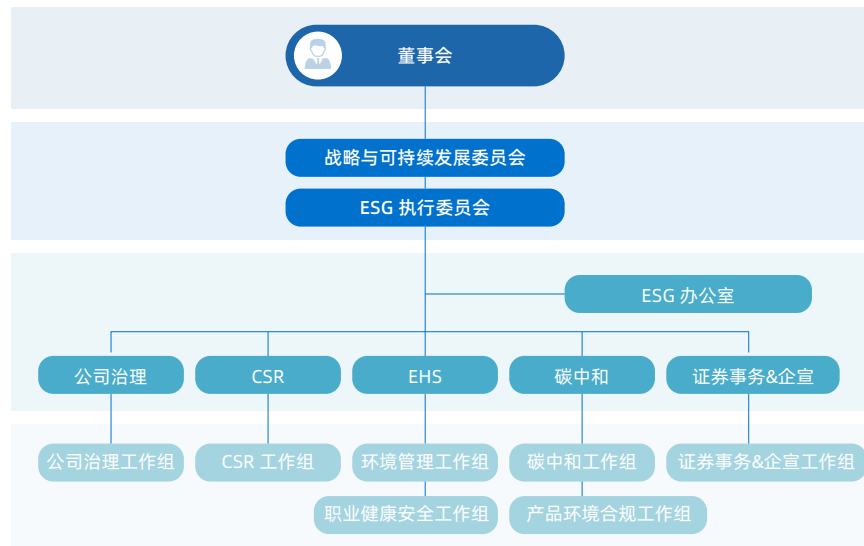 董事会
战略与可持续发展委员会
ESG 执行委员会
ESG 办公室
公司治理
CSR
EHS
碳中和
证券事务&企宣
公司治理工作组
CSR 工作组
环境管理工作组
碳中和工作组
证券事务&企宣工作组
职业健康安全工作组
产品环境合规工作组